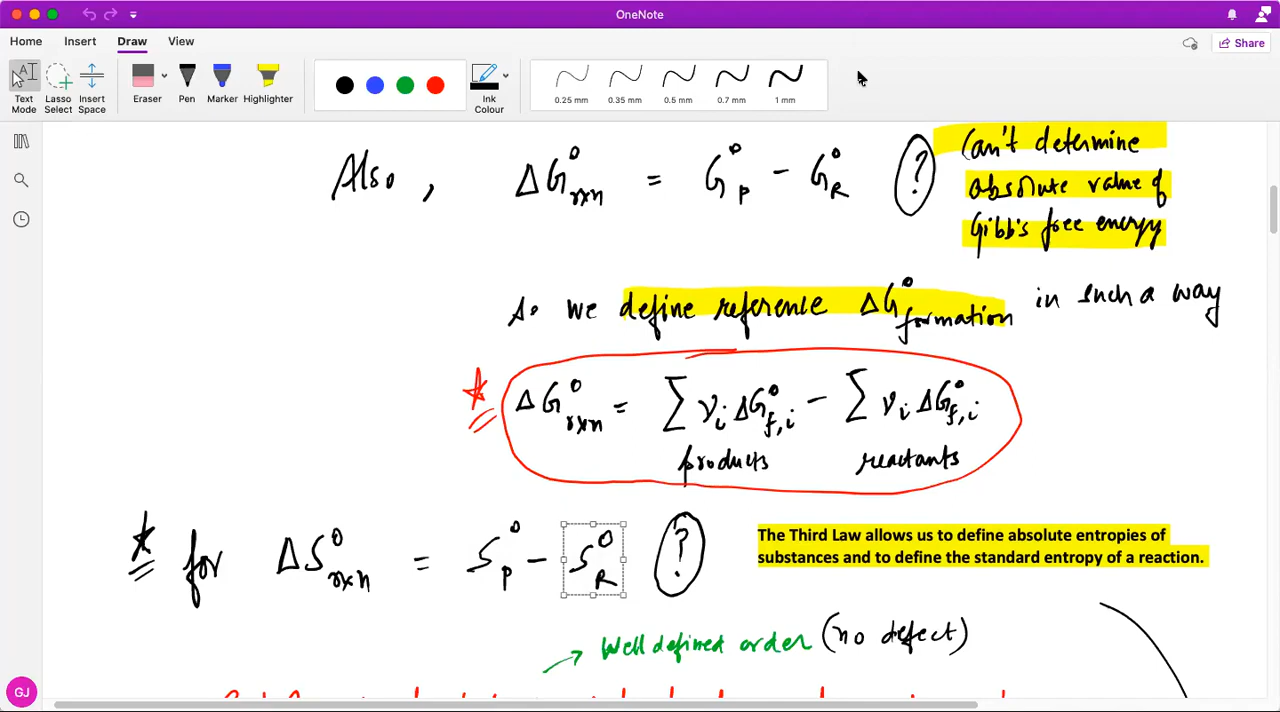 OneNote
Home Insert Draw View
Share
Text Mode
Lasso Select
Insert Space
Eraser
Pen
Marker
Highlighter
Ink Colour
0.25 mm 0.35 mm 0.5 mm 0.7 mm 1 mm
Also, ΔG°rxn = G°P - G°R ?
Can't determine
absolute value of
Gibb's free energy
So we define reference ΔG°formation in such a way
ΔG°rxn = Σ νi ΔG°f,i - Σ νi ΔG°f,i
products reactants
for ΔS°rxn = S°P - S°R ?
The Third Law allows us to define absolute entropies of
substances and to define the standard entropy of a reaction.
Well defined order (no defect)
GJ